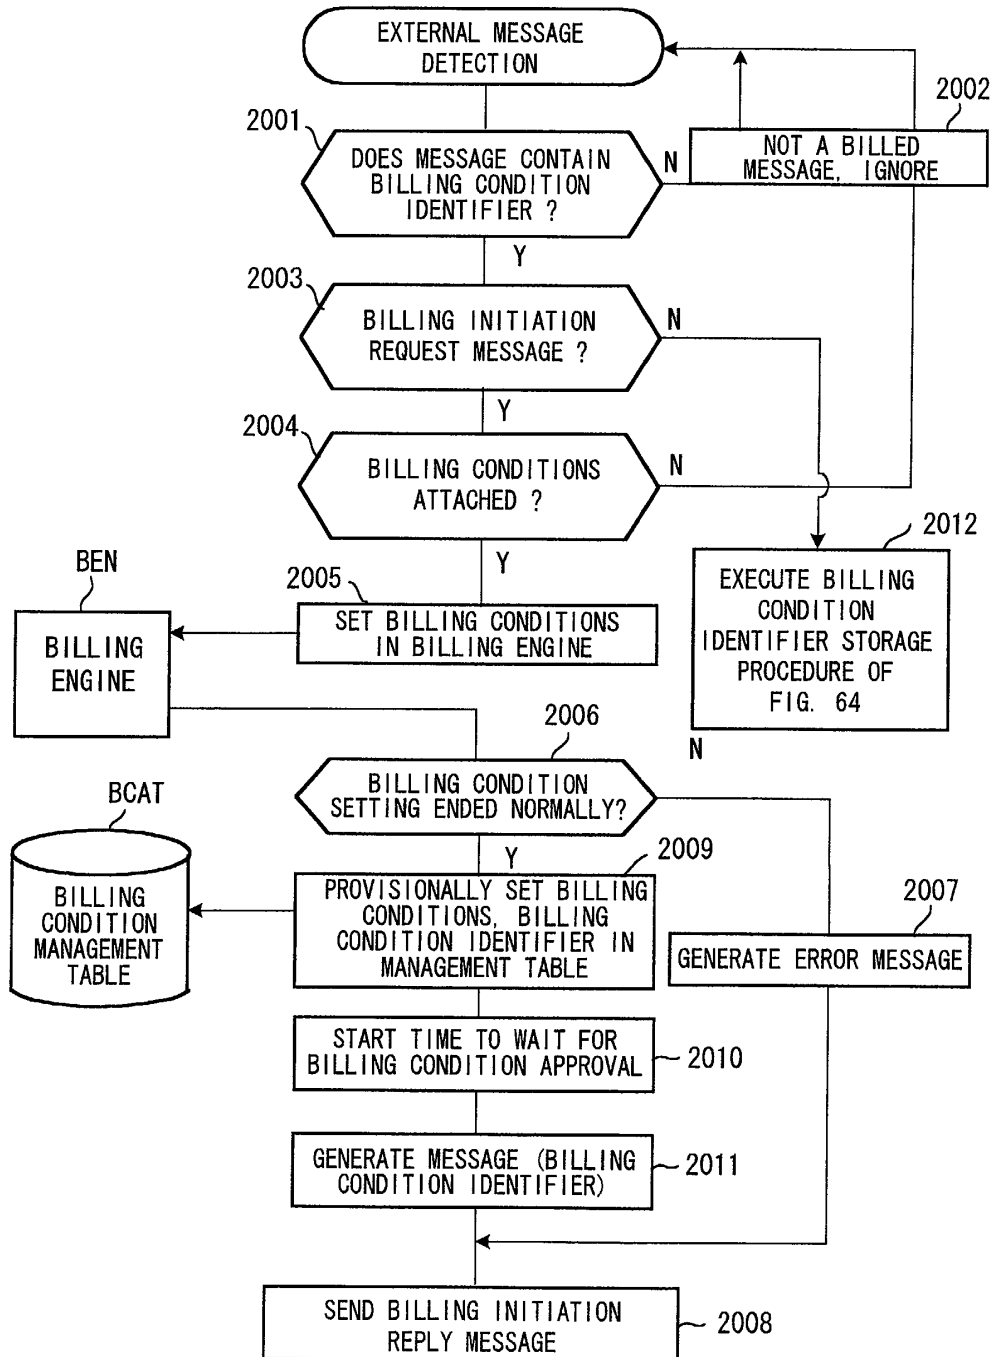 EXTERNAL MESSAGE
DETECTION
2001
DOES MESSAGE CONTAIN
BILLING CONDITION
IDENTIFIER ?
N
2002
NOT A BILLED
MESSAGE, IGNORE
Y
2003
BILLING INITIATION
REQUEST MESSAGE ?
N
Y
2004
BILLING CONDITIONS
ATTACHED ?
N
Y
2012
EXECUTE BILLING
CONDITION
IDENTIFIER STORAGE
PROCEDURE OF
FIG. 64
BEN
BILLING
ENGINE
2005
SET BILLING CONDITIONS
IN BILLING ENGINE
2006
BILLING CONDITION
SETTING ENDED NORMALLY?
N
Y
BCAT
BILLING
CONDITION
MANAGEMENT
TABLE
2009
PROVISIONALLY SET BILLING
CONDITIONS, BILLING
CONDITION IDENTIFIER IN
MANAGEMENT TABLE
2007
GENERATE ERROR MESSAGE
START TIME TO WAIT FOR
BILLING CONDITION APPROVAL
2010
GENERATE MESSAGE (BILLING
CONDITION IDENTIFIER)
2011
SEND BILLING INITIATION
REPLY MESSAGE
2008